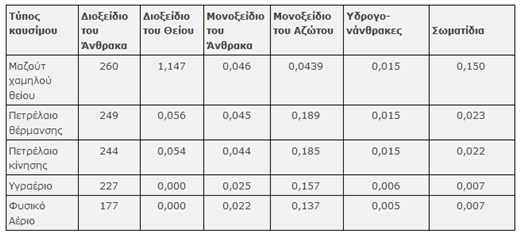 Τύπος Διοξείδιο Διοξείδιο Μονοξείδιο Μονοξείδιο Υδρογο- Σωματίδια
καυσίμου του του Θείου του του Αζώτου νάνθρακες
Άνθρακα Άνθρακα
Μαζούτ 260 1,147 0,046 0,0439 0,015 0,150
χαμηλού
θείου
Πετρέλαιο 249 0,056 0,045 0,189 0,015 0,023
θέρμανσης
Πετρέλαιο 244 0,054 0,044 0,185 0,015 0,022
κίνησης
Υγραέριο 227 0,000 0,025 0,157 0,006 0,007
Φυσικό 177 0,000 0,022 0,137 0,005 0,007
Αέριο